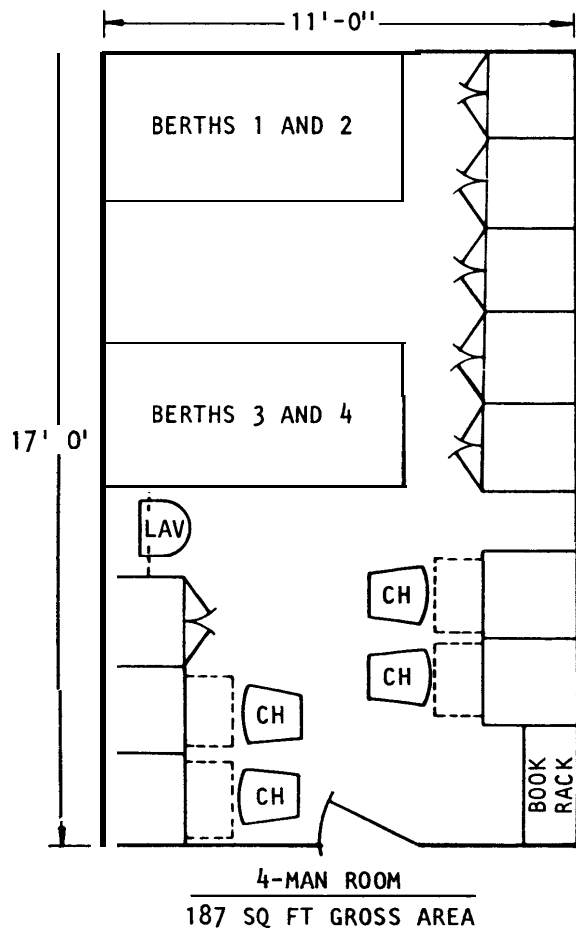 11'-0"
BERTHS 1 AND 2
BERTHS 3 AND 4
17' 0'
LAV
CH
CH
CH
CH
BOOK
RACK
4-MAN ROOM
187 SQ FT GROSS AREA